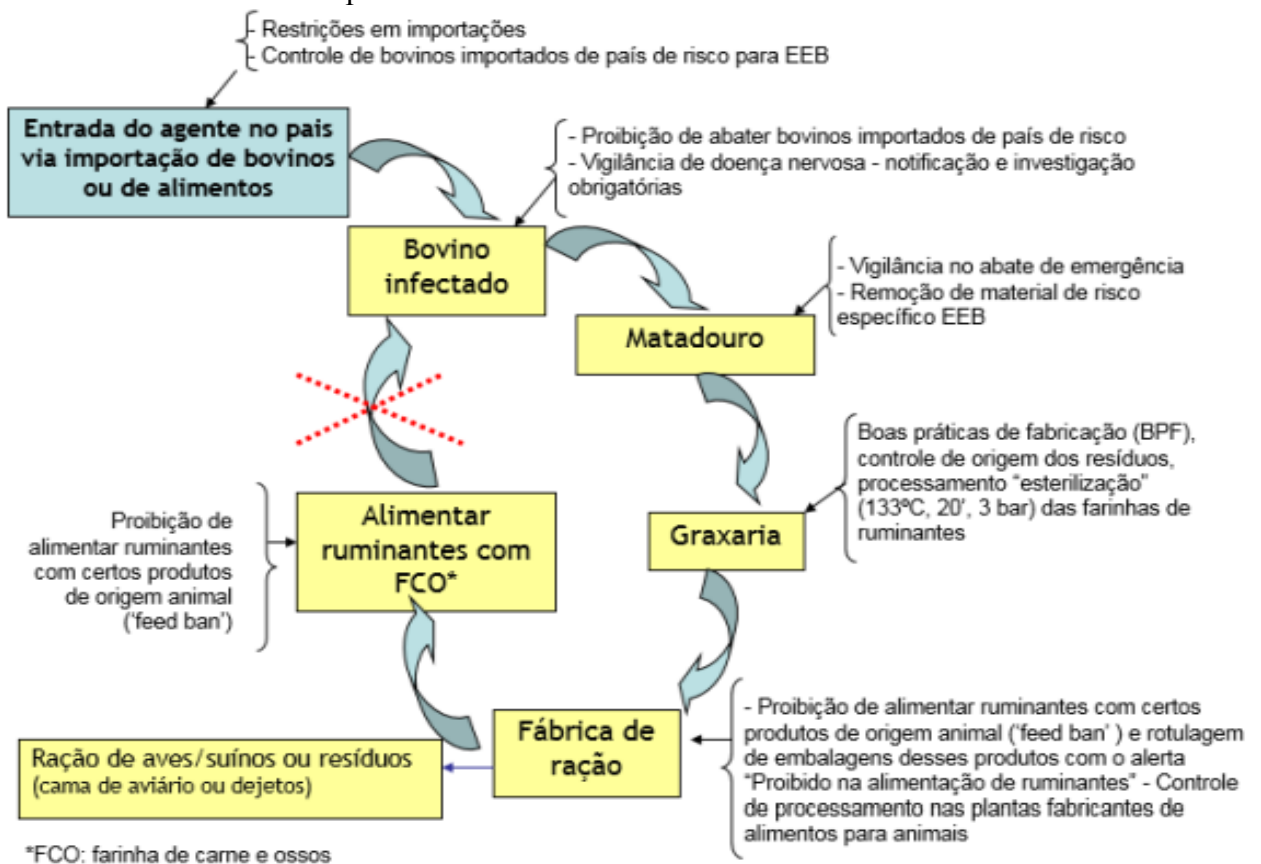 - Restrições em importações
- Controle de bovinos importados de país de risco para EEB
Entrada do agente no pais
via importação de bovinos
ou de alimentos
- Proibição de abater bovinos importados de país de risco
- Vigilância de doença nervosa - notificação e investigação
obrigatórias
Bovino
infectado
- Vigilância no abate de emergência
- Remoção de material de risco
específico EEB
Matadouro
Boas práticas de fabricação (BPF),
controle de origem dos resíduos,
processamento “esterilização”
(133ºC, 20’, 3 bar) das farinhas de
ruminantes
Graxaria
Alimentar
ruminantes com
FCO*
Proibição de
alimentar ruminantes
com certos produtos
de origem animal
(‘feed ban’)
- Proibição de alimentar ruminantes com certos
produtos de origem animal (‘feed ban’ ) e rotulagem
de embalagens desses produtos com o alerta
“Proibido na alimentação de ruminantes” - Controle
de processamento nas plantas fabricantes de
alimentos para animais
Fábrica de
ração
Ração de aves/suínos ou resíduos
(cama de aviário ou dejetos)
*FCO: farinha de carne e ossos